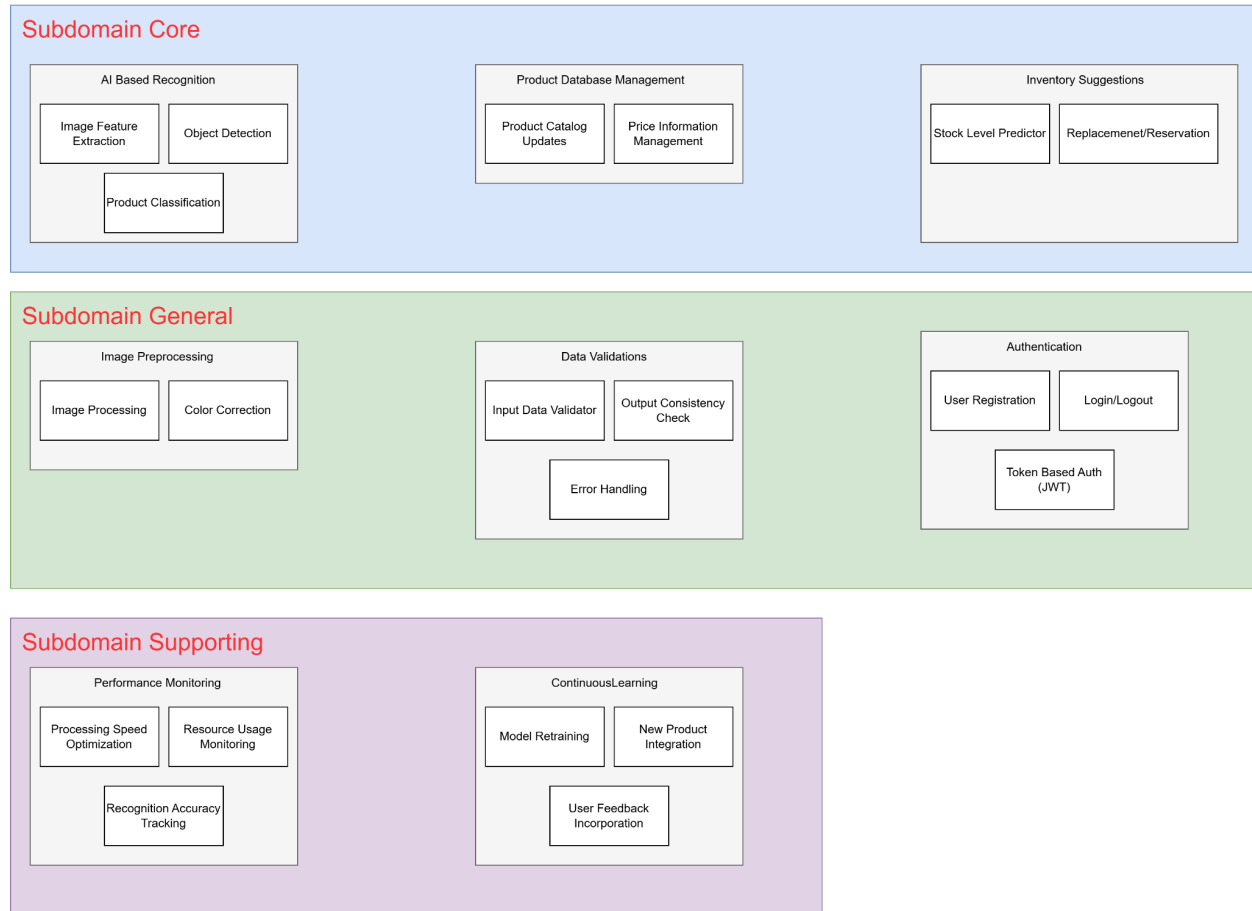 Subdomain Core
AI Based Recognition
Image Feature
Extraction
Object Detection
Product Classification
Product Database Management
Product Catalog
Updates
Price Information
Management
Inventory Suggestions
Stock Level Predictor
Replacemenet/Reservation
Subdomain General
Image Preprocessing
Image Processing
Color Correction
Data Validations
Input Data Validator
Output Consistency
Check
Error Handling
Authentication
User Registration
Login/Logout
Token Based Auth
(JWT)
Subdomain Supporting
Performance Monitoring
Processing Speed
Optimization
Resource Usage
Monitoring
Recognition Accuracy
Tracking
ContinuousLearning
Model Retraining
New Product
Integration
User Feedback
Incorporation